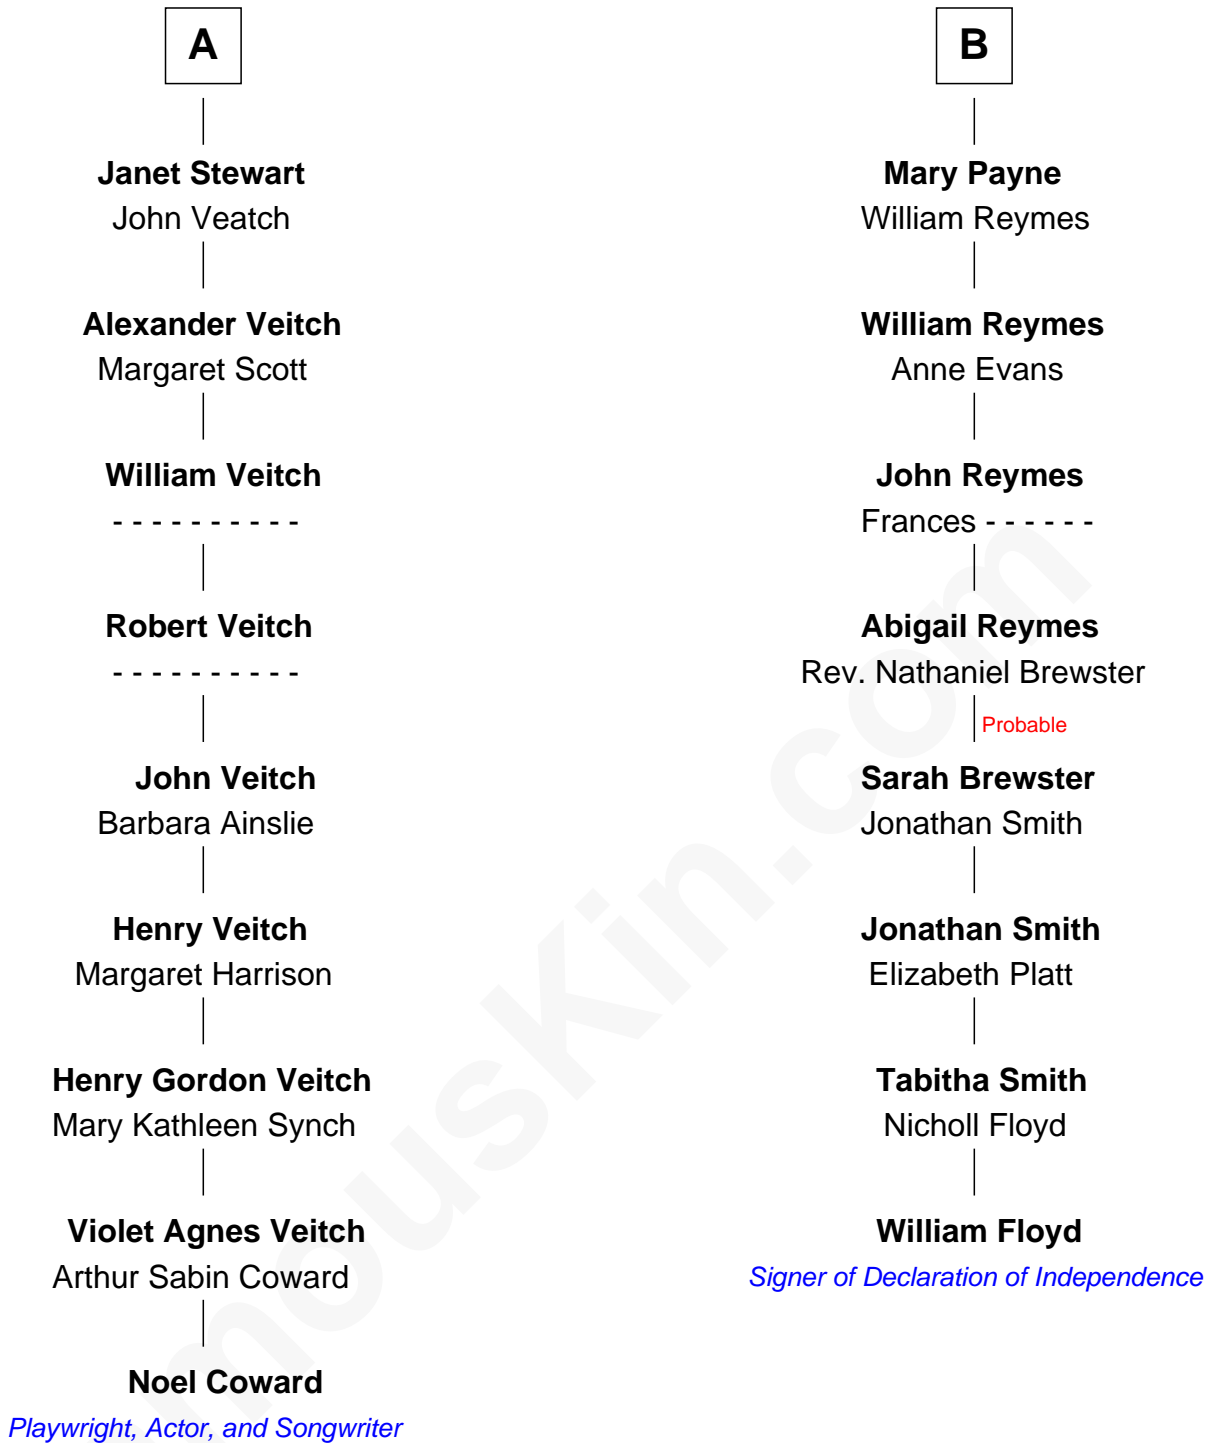 A
Janet Stewart
John Veatch
Alexander Veitch
Margaret Scott
William Veitch
- - - - - - - - - -
Robert Veitch
- - - - - - - - - -
John Veitch
Barbara Ainslie
Henry Veitch
Margaret Harrison
Henry Gordon Veitch
Mary Kathleen Synch
Violet Agnes Veitch
Arthur Sabin Coward
Noel Coward
Playwright, Actor, and Songwriter
B
Mary Payne
William Reymes
William Reymes
Anne Evans
John Reymes
Frances - - - - - -
Abigail Reymes
Rev. Nathaniel Brewster
Probable
Sarah Brewster
Jonathan Smith
Jonathan Smith
Elizabeth Platt
Tabitha Smith
Nicholl Floyd
William Floyd
Signer of Declaration of Independence
mousKin.com